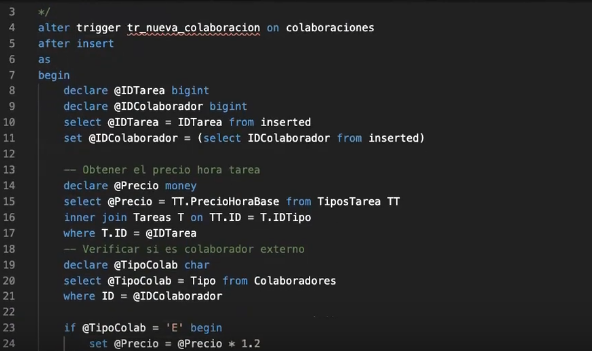 3 */
4 alter trigger tr_nueva_colaboracion on colaboraciones
5 after insert
6 as
7 begin
8 declare @IDTarea bigint
9 declare @IDColaborador bigint
10 select @IDTarea = IDTarea from inserted
11 set @IDColaborador = (select IDColaborador from inserted)
12
13 -- Obtener el precio hora tarea
14 declare @Precio money
15 select @Precio = TT.PrecioHoraBase from TiposTarea TT
16 inner join Tareas T on TT.ID = T.IDTipo
17 where T.ID = @IDTarea
18 -- Verificar si es colaborador externo
19 declare @TipoColab char
20 select @TipoColab = Tipo from Colaboradores
21 where ID = @IDColaborador
22
23 if @TipoColab = 'E' begin
24 set @Precio = @Precio * 1.2